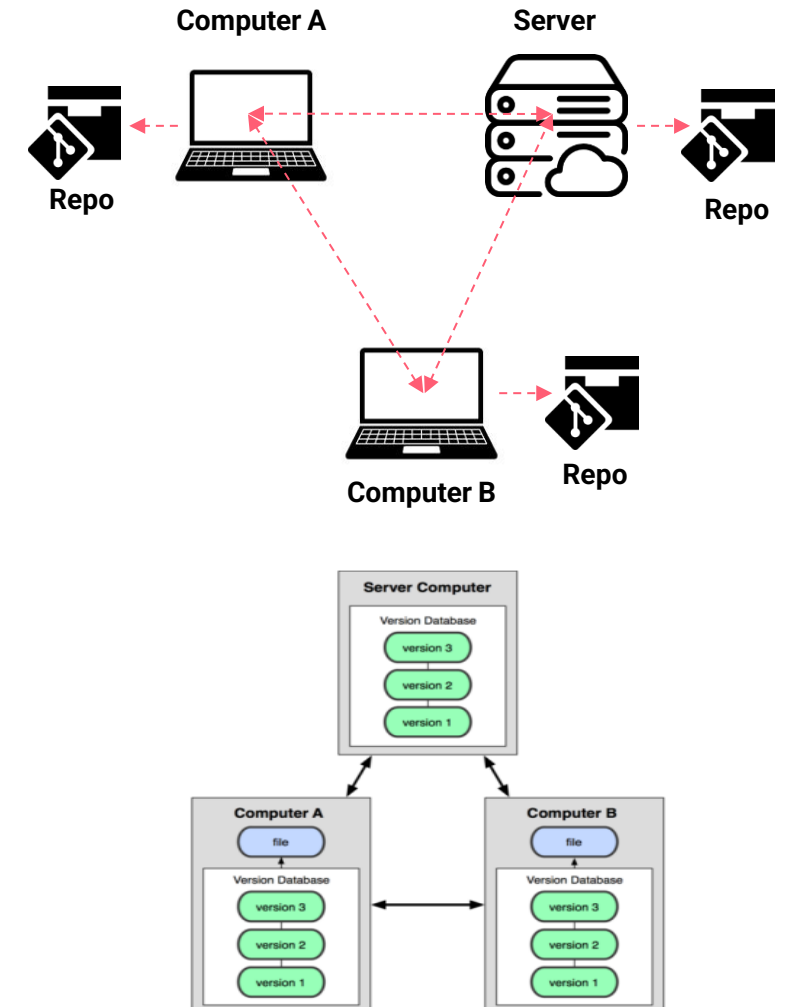 Computer A
Server
Repo
Repo
Computer B
Repo
Server Computer
Version Database
version 3
version 2
version 1
Computer A
file
Version Database
version 3
version 2
version 1
Computer B
file
Version Database
version 3
version 2
version 1